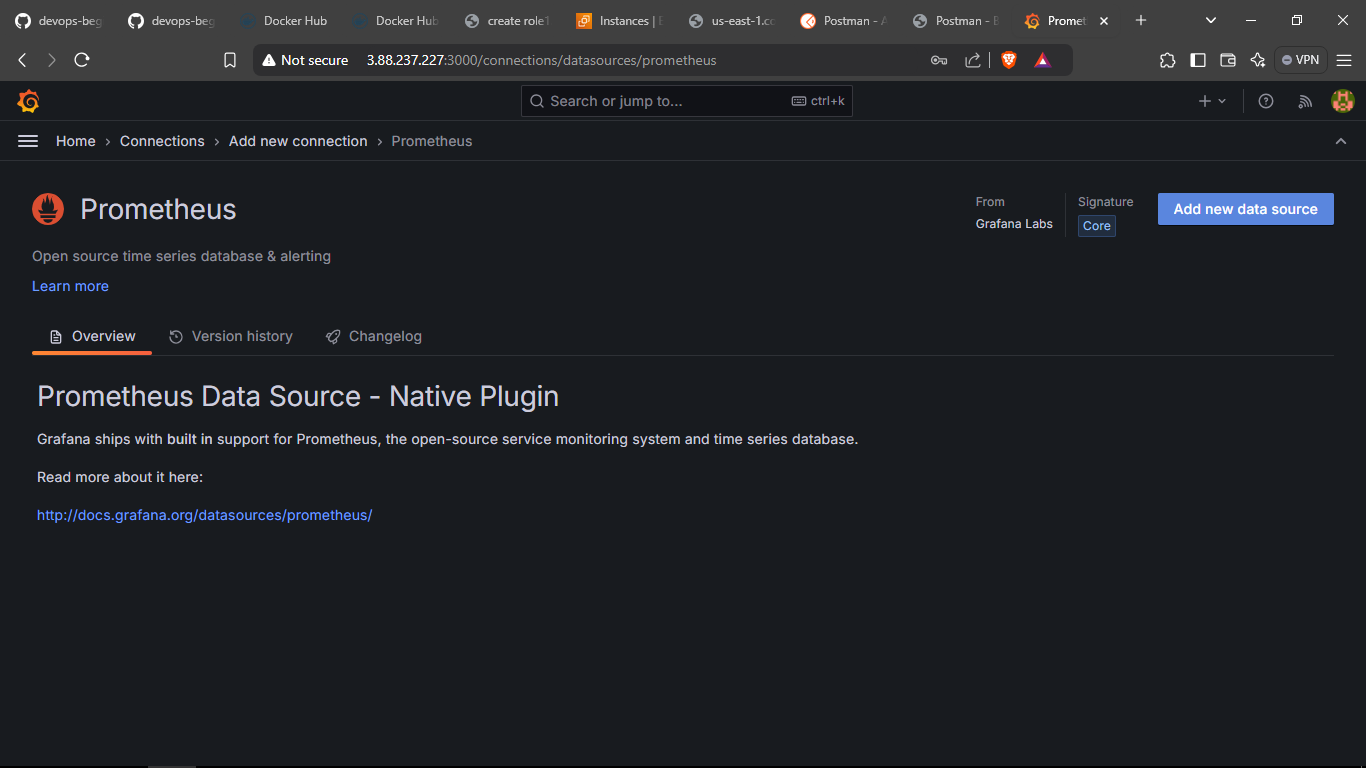 devops-beg
devops-beg
Docker Hub
Docker Hub
create role1
Instances | E
us-east-1.co
Postman - A
Postman - B
Promet
Not secure 3.88.237.227:3000/connections/datasources/prometheus
VPN
Search or jump to...
ctrl+k
Home › Connections › Add new connection › Prometheus
Prometheus
From
Grafana Labs
Signature
Core
Add new data source
Open source time series database & alerting
Learn more
Overview
Version history
Changelog
Prometheus Data Source - Native Plugin
Grafana ships with built in support for Prometheus, the open-source service monitoring system and time series database.
Read more about it here:
http://docs.grafana.org/datasources/prometheus/